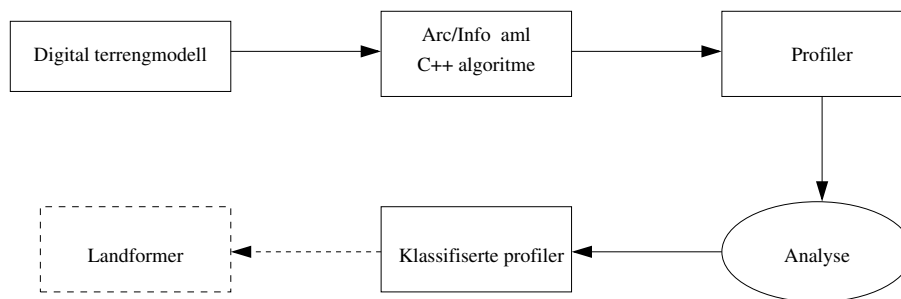 Digital terrengmodell
Arc/Info aml
C++ algoritme
Profiler
Analyse
Klassifiserte profiler
Landformer